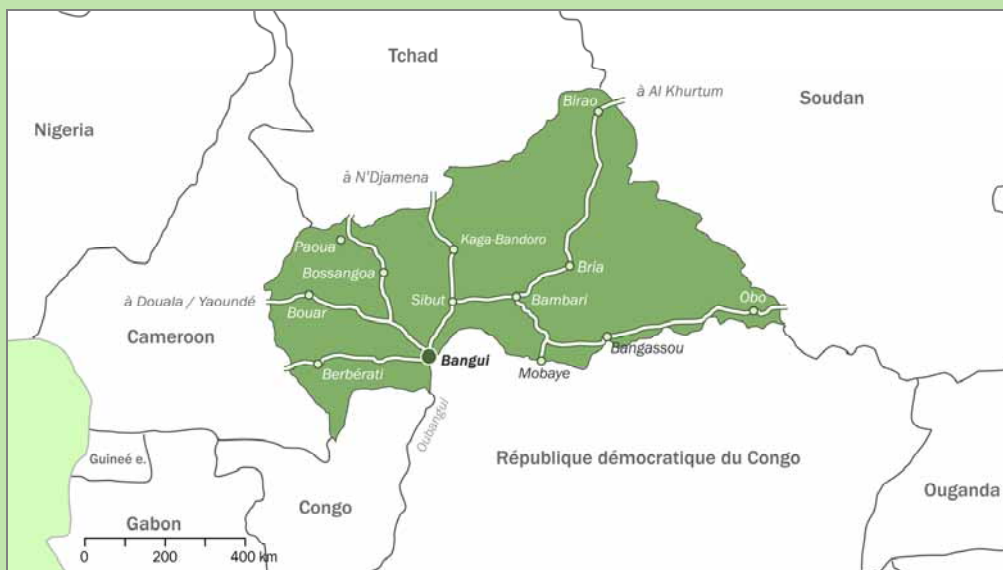 Tchad
Nigeria
Soudan
Birao
à Al Khurtum
à N'Djamena
Paoua
Kaga-Bandoro
Bossangoa
Bria
à Douala / Yaoundé
Bouar
Sibut
Bambari
Obo
Cameroon
Bangui
Bangassou
Berbérati
Mobaye
Oubangui
Guineé e.
République démocratique du Congo
Ouganda
Congo
Gabon
0 200 400 km